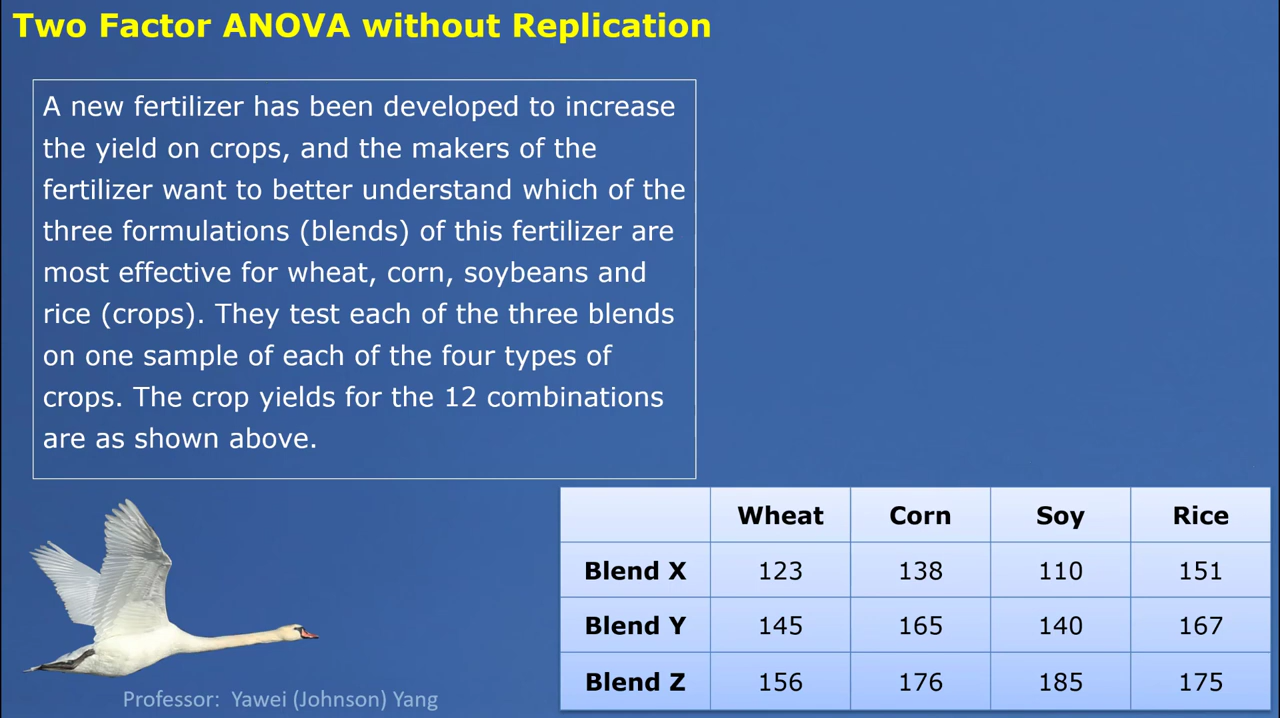 Two Factor ANOVA without Replication
A new fertilizer has been developed to increase
the yield on crops, and the makers of the
fertilizer want to better understand which of the
three formulations (blends) of this fertilizer are
most effective for wheat, corn, soybeans and
rice (crops). They test each of the three blends
on one sample of each of the four types of
crops. The crop yields for the 12 combinations
are as shown above.
Wheat Corn Soy Rice
Blend X 123 138 110 151
Blend Y 145 165 140 167
Blend Z 156 176 185 175
Professor: Yawei (Johnson) Yang